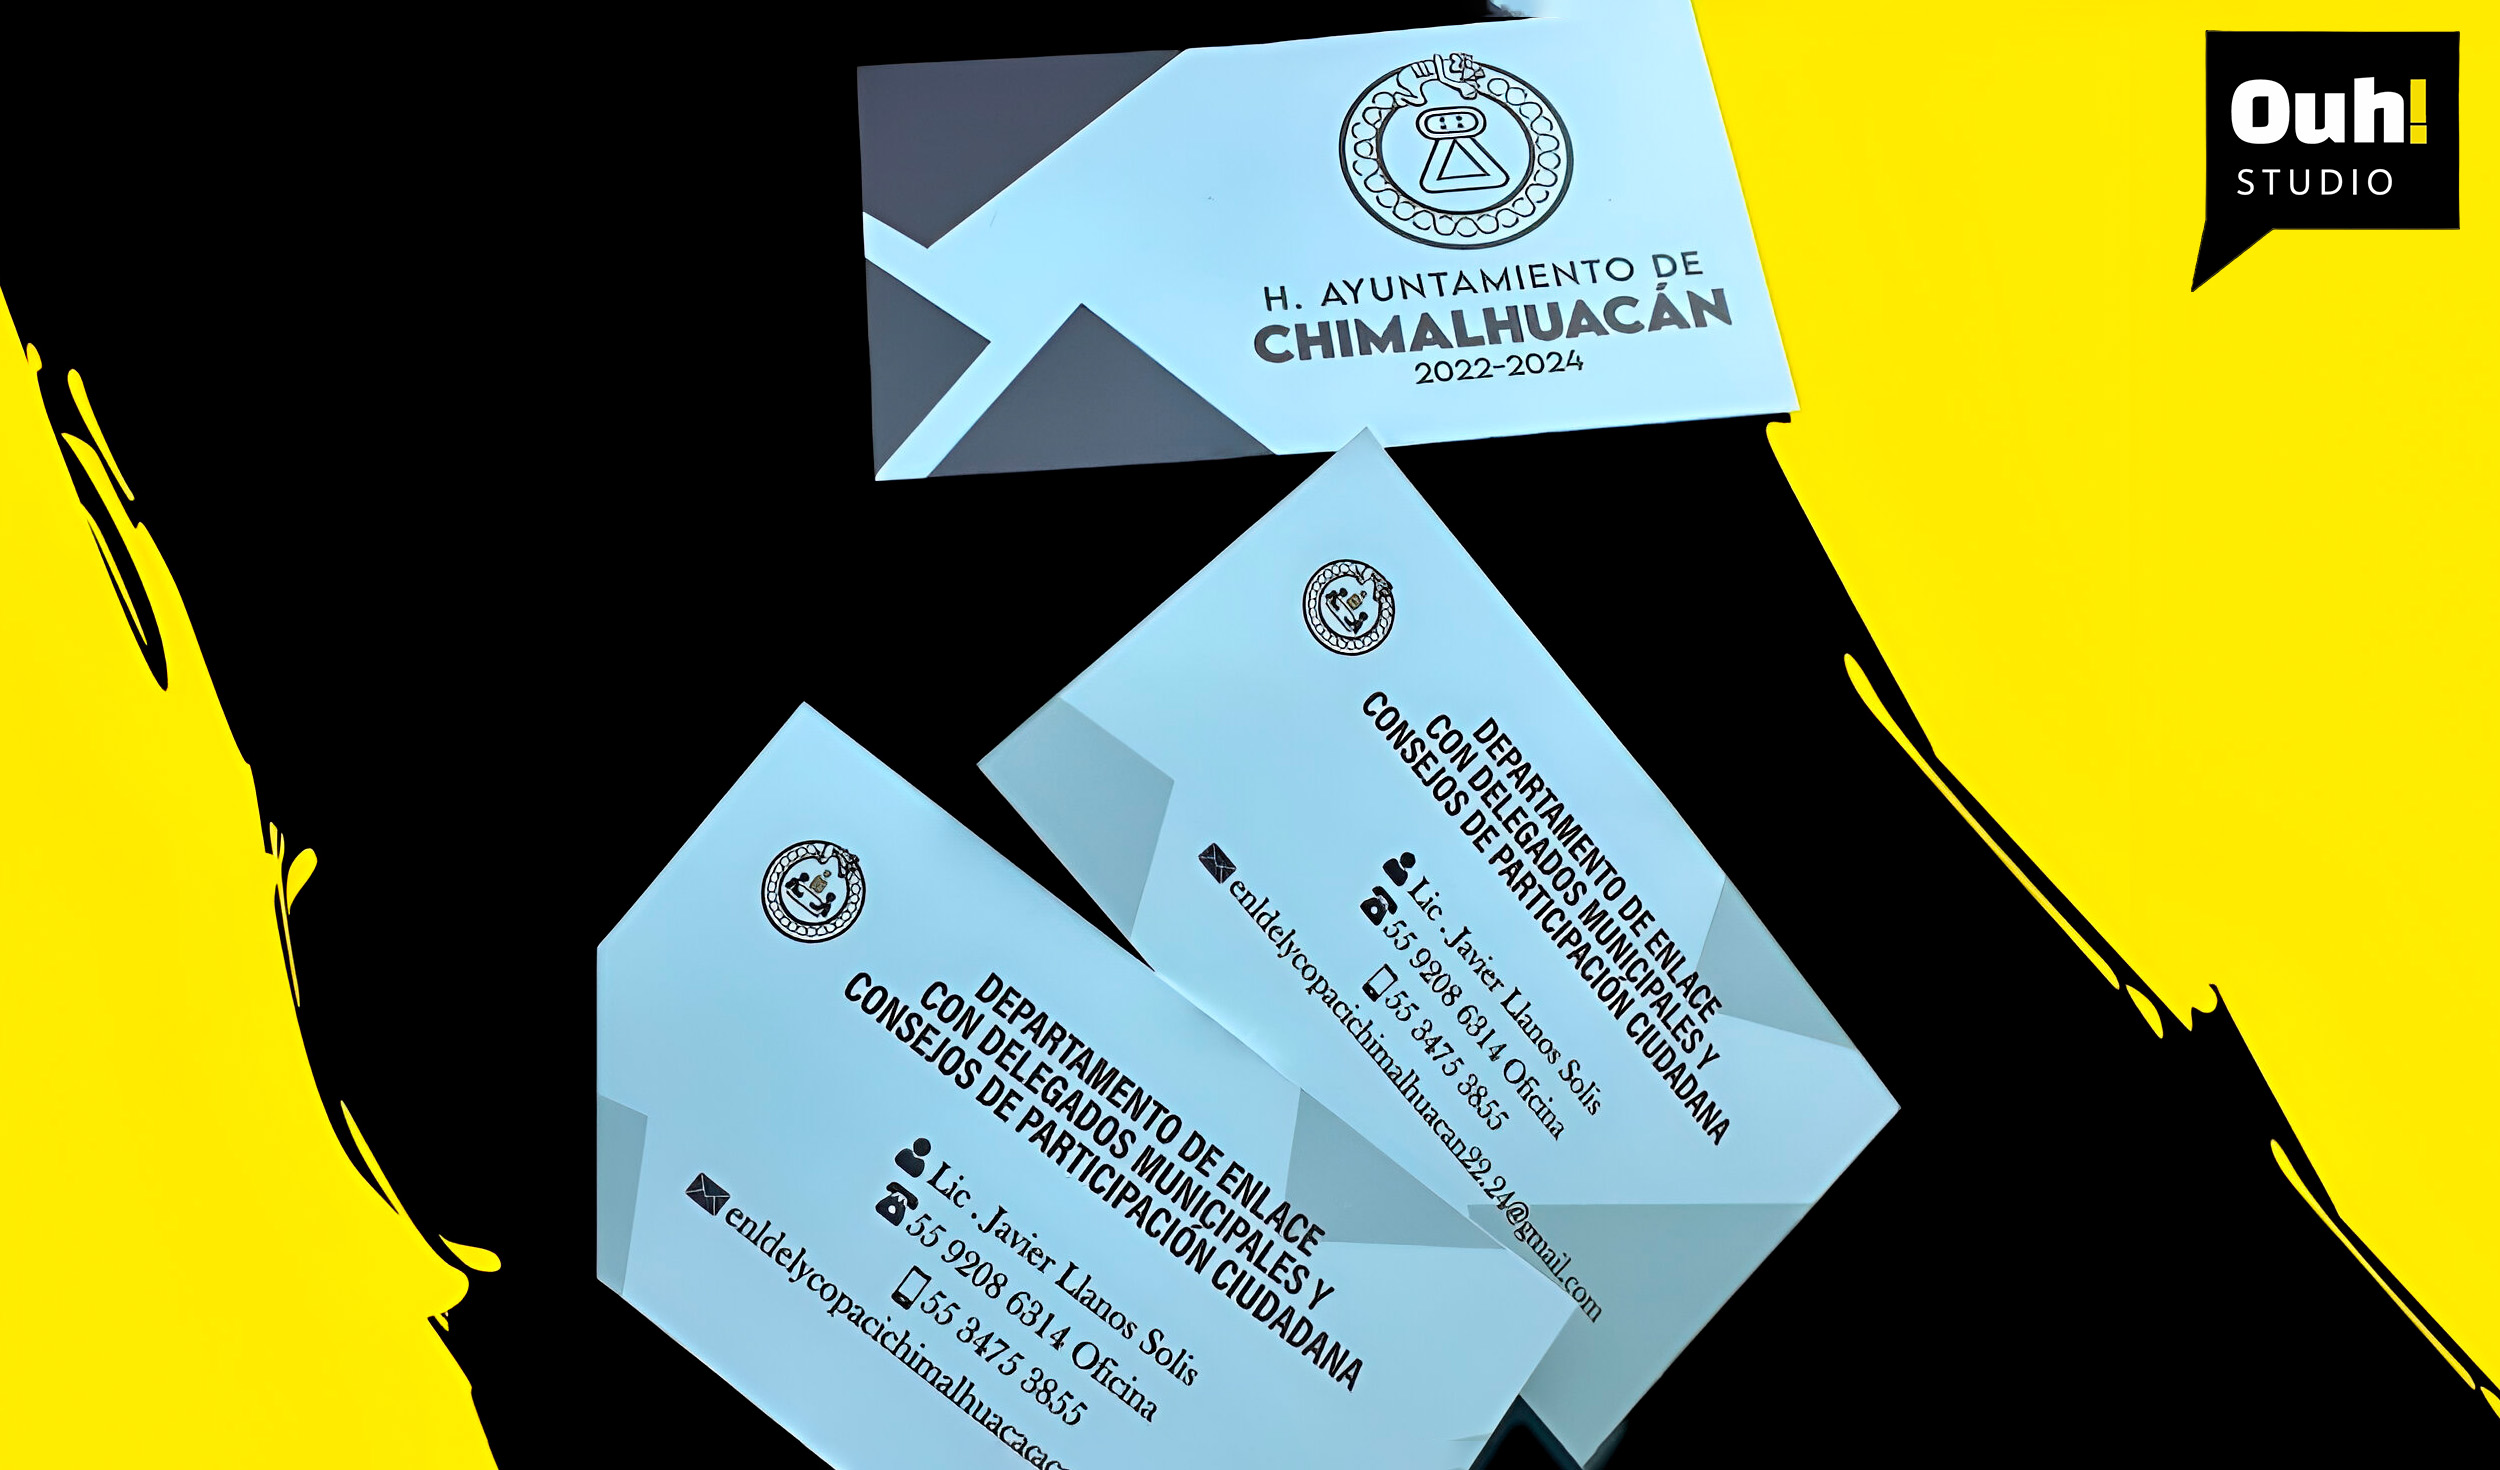 Ouh!
STUDIO
H. AYUNTAMIENTO DE
CHIMALHUACÁN
2022-2024
DEPARTAMENTO DE ENLACE
CON DELEGADOS MUNICIPALES Y
CONSEJOS DE PARTICIPACIÓN CIUDADANA
Lic. Javier Llanos Solis
55 9208 6314 Oficina
55 3475 3855
enldelycopacichimalhuacan22.24@gmail.com
DEPARTAMENTO DE ENLACE
CON DELEGADOS MUNICIPALES Y
CONSEJOS DE PARTICIPACIÓN CIUDADANA
Lic. Javier Llanos Solis
55 9208 6314 Oficina
55 3475 3855